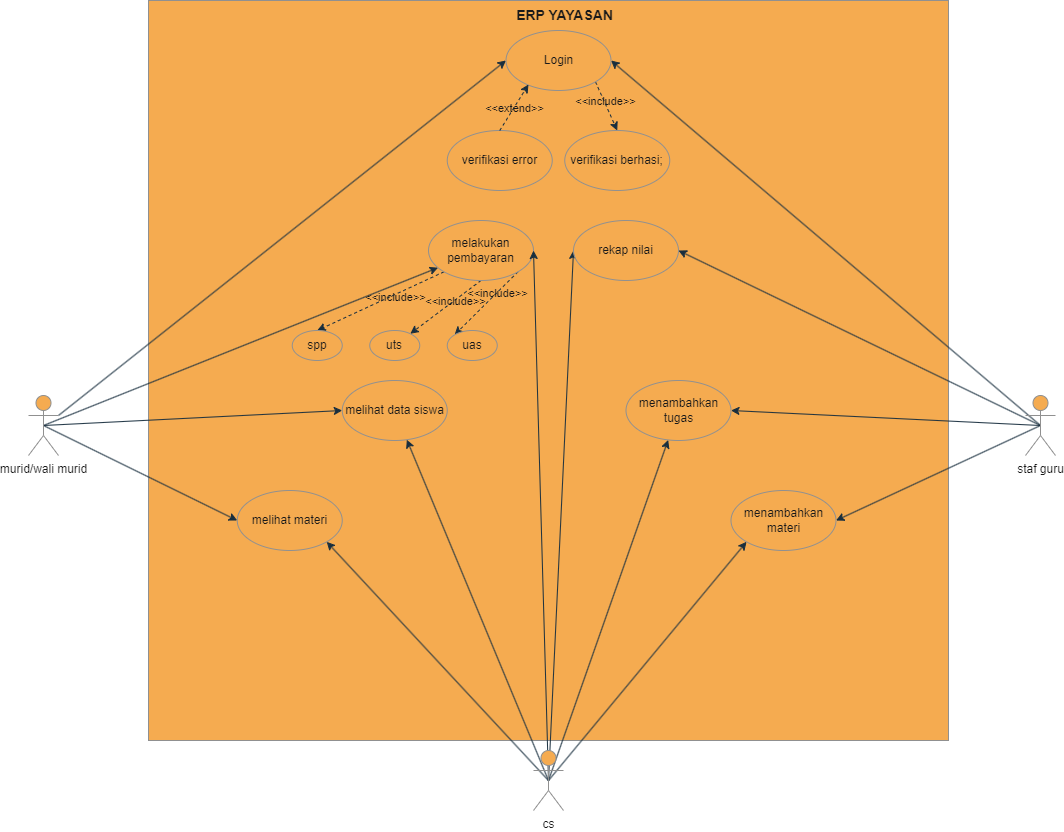 ERP YAYASAN
Login
<<extend>>
<<include>>
verifikasi error
verifikasi berhasi;
melakukan
pembayaran
rekap nilai
<<include>>
<<include>>
<<include>>
spp
uts
uas
melihat data siswa
menambahkan
tugas
murid/wali murid
staf guru
melihat materi
menambahkan
materi
cs